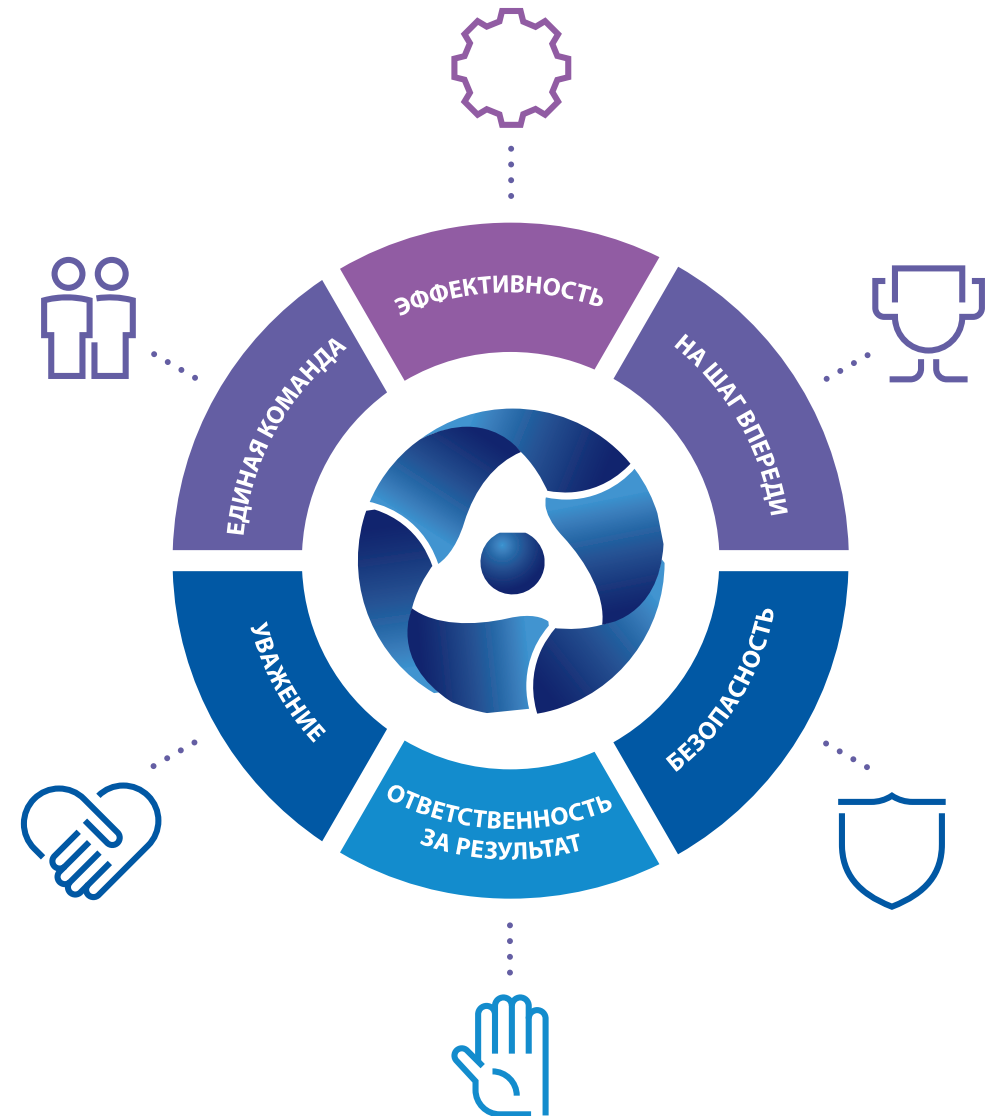 ЭФФЕКТИВНОСТЬ
НА ШАГ ВПЕРЕДИ
БЕЗОПАСНОСТЬ
ОТВЕТСТВЕННОСТЬ
ЗА РЕЗУЛЬТАТ
УВАЖЕНИЕ
ЕДИНАЯ КОМАНДА